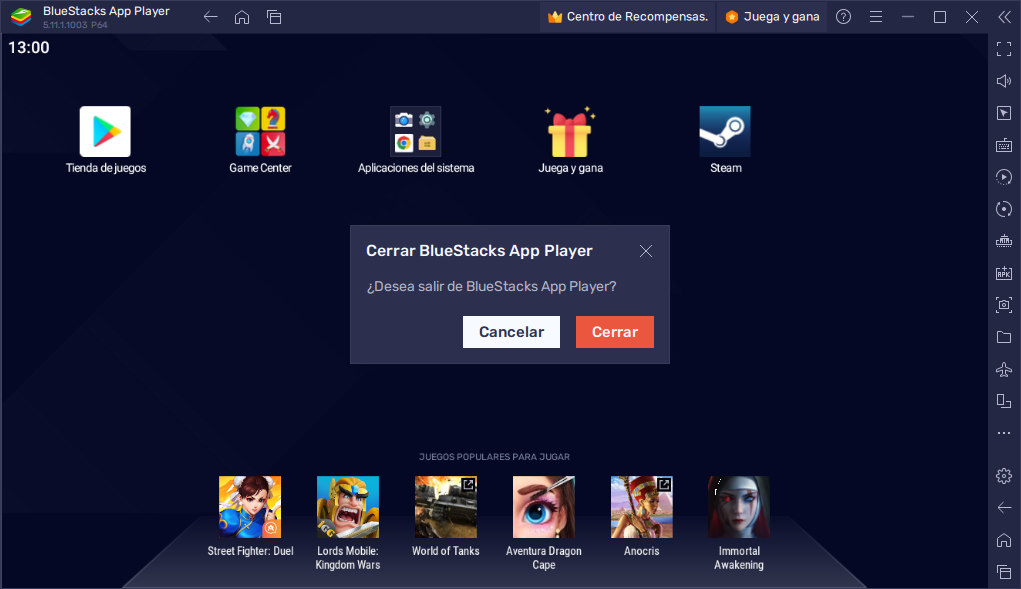 BlueStacks App Player
5.11.1.1003 P64
Centro de Recompensas.
Juega y gana
13:00
Tienda de juegos
Game Center
Aplicaciones del sistema
Juega y gana
Steam
Cerrar BlueStacks App Player
¿Desea salir de BlueStacks App Player?
Cancelar
Cerrar
APK
JUEGOS POPULARES PARA JUGAR
IGG
Street Fighter: Duel
Lords Mobile:
Kingdom Wars
World of Tanks
Aventura Dragon
Cape
Anocris
Immortal
Awakening